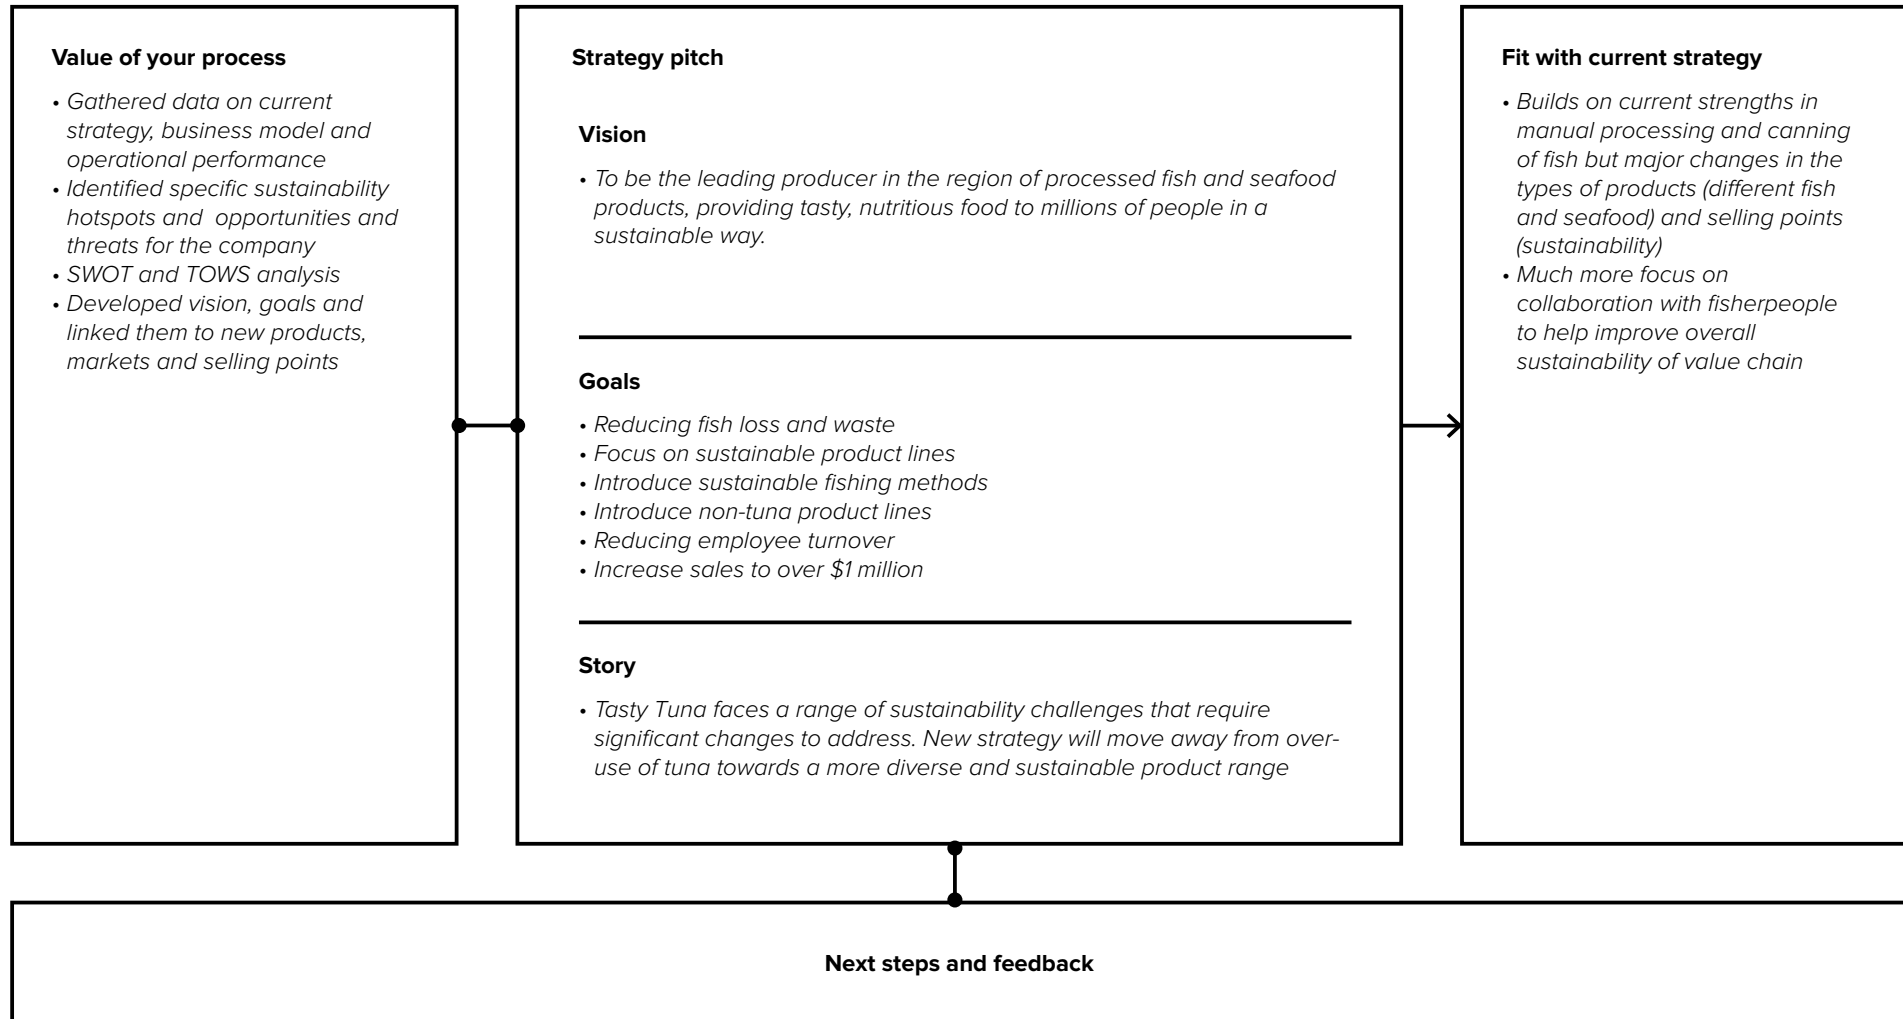 Value of your process
• Gathered data on current
strategy, business model and
operational performance
• Identified specific sustainability
hotspots and  opportunities and
threats for the company
• SWOT and TOWS analysis
• Developed vision, goals and
linked them to new products,
markets and selling points
Strategy pitch
Vision
• To be the leading producer in the region of processed fish and seafood
products, providing tasty, nutritious food to millions of people in a
sustainable way.
Goals
• Reducing fish loss and waste
• Focus on sustainable product lines
• Introduce sustainable fishing methods
• Introduce non-tuna product lines
• Reducing employee turnover
• Increase sales to over $1 million
Story
• Tasty Tuna faces a range of sustainability challenges that require
significant changes to address. New strategy will move away from over-
use of tuna towards a more diverse and sustainable product range
Fit with current strategy
• Builds on current strengths in
manual processing and canning
of fish but major changes in the
types of products (different fish
and seafood) and selling points
(sustainability)
• Much more focus on
collaboration with fisherpeople
to help improve overall
sustainability of value chain
Next steps and feedback